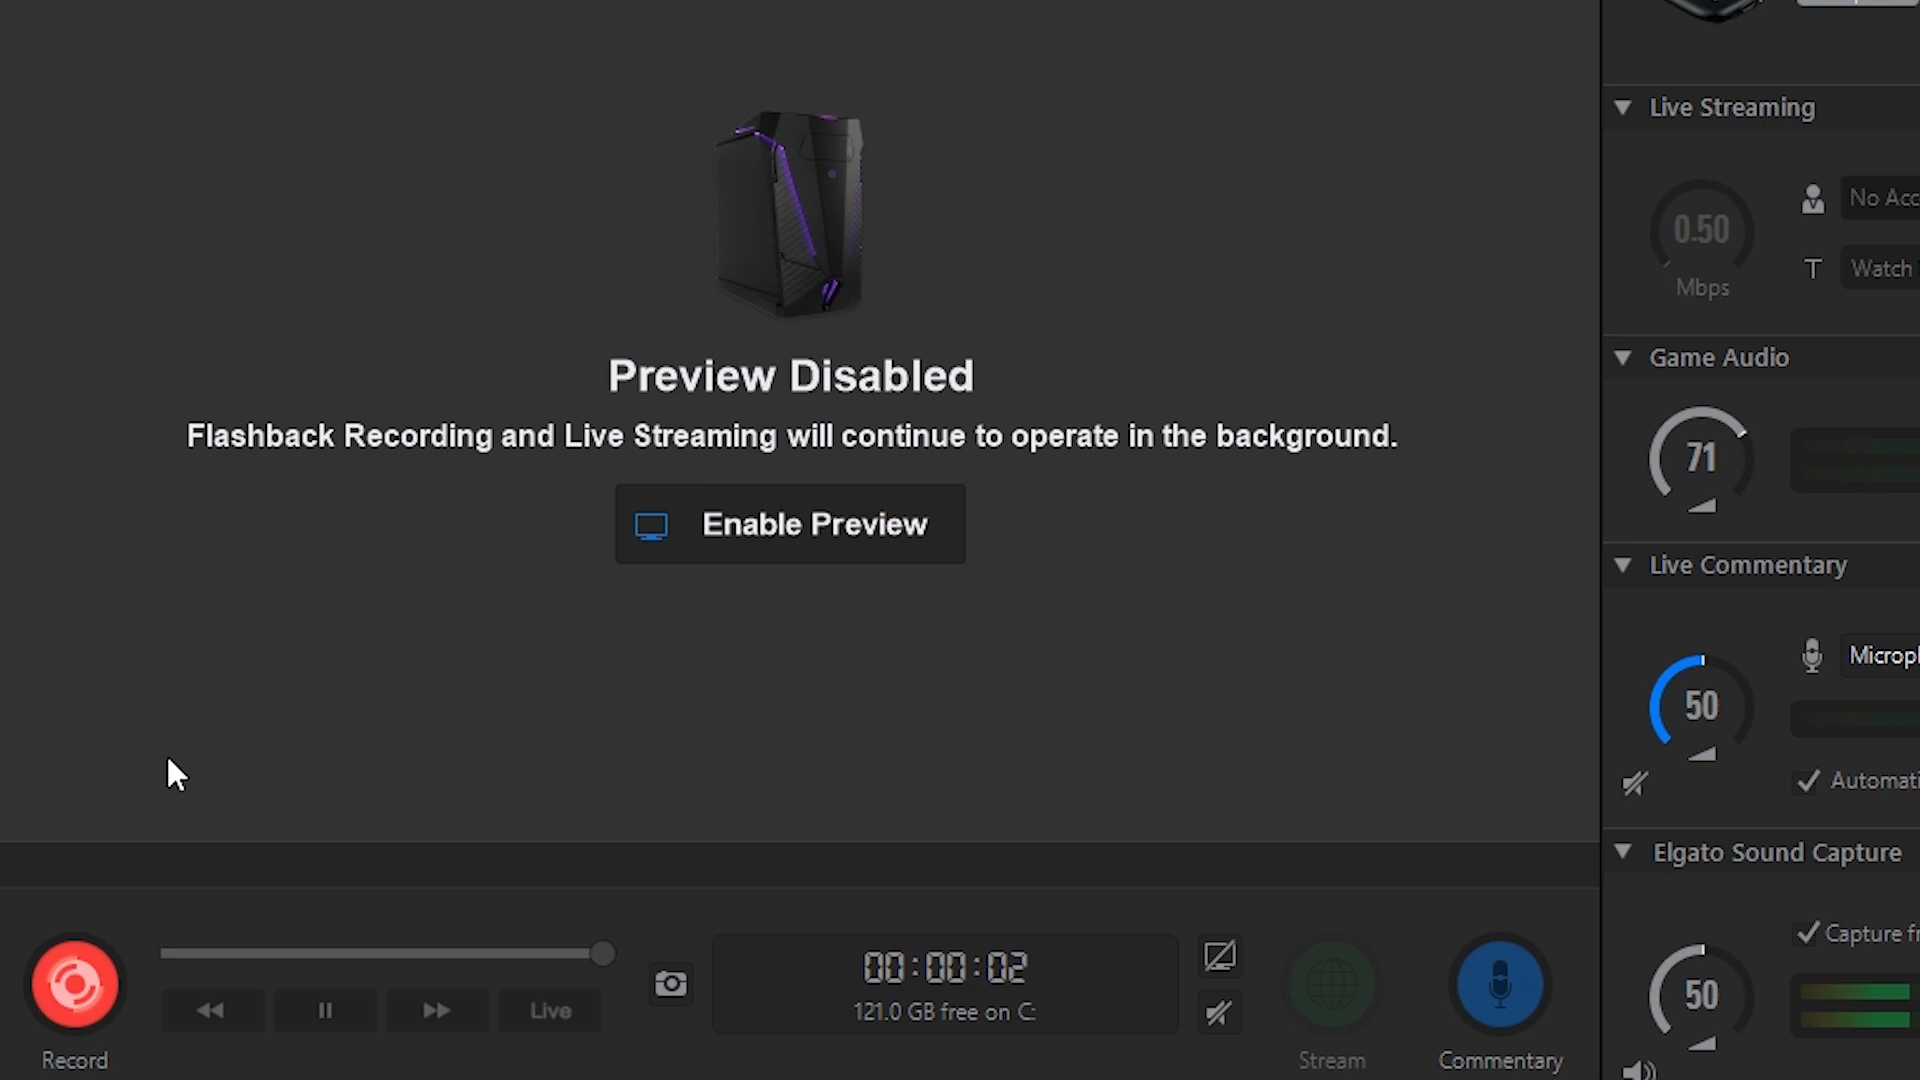 Preview Disabled
Flashback Recording and Live Streaming will continue to operate in the background.
Enable Preview
Live Streaming
0.50
Mbps
No Acc
T
Watch
Game Audio
71
Live Commentary
50
Microp
Automati
Elgato Sound Capture
50
Capture fr
Record
Live
00:00:02
121.0 GB free on C:
Stream
Commentary